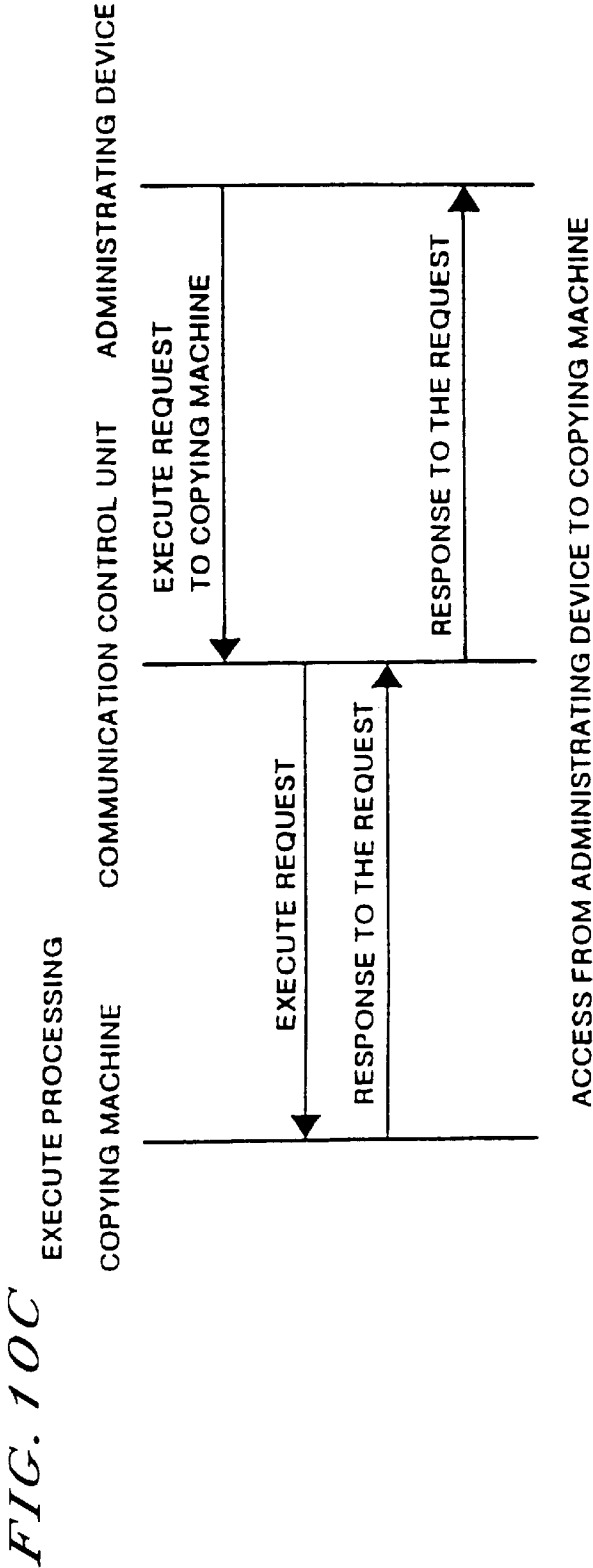 FIG. 10C
EXECUTE PROCESSING
COPYING MACHINE
COMMUNICATION CONTROL UNIT
ADMINISTRATING DEVICE
EXECUTE REQUEST
TO COPYING MACHINE
EXECUTE REQUEST
RESPONSE TO THE REQUEST
RESPONSE TO THE REQUEST
ACCESS FROM ADMINISTRATING DEVICE TO COPYING MACHINE